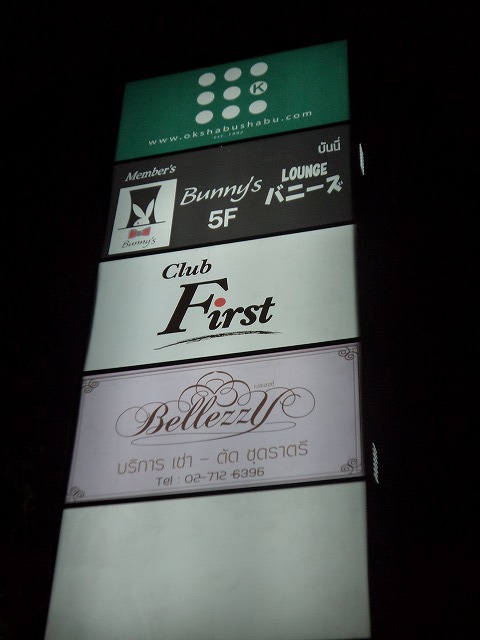 K
www.okshabushabu.com
est. 1992
บันนี่
Member's
Bunny's
LOUNGE
バニーズ
5F
Bunny's
Club
First
Bellezzy
บริการ เช่า - ตัด ชุดราตรี
Tel : 02-712-6396